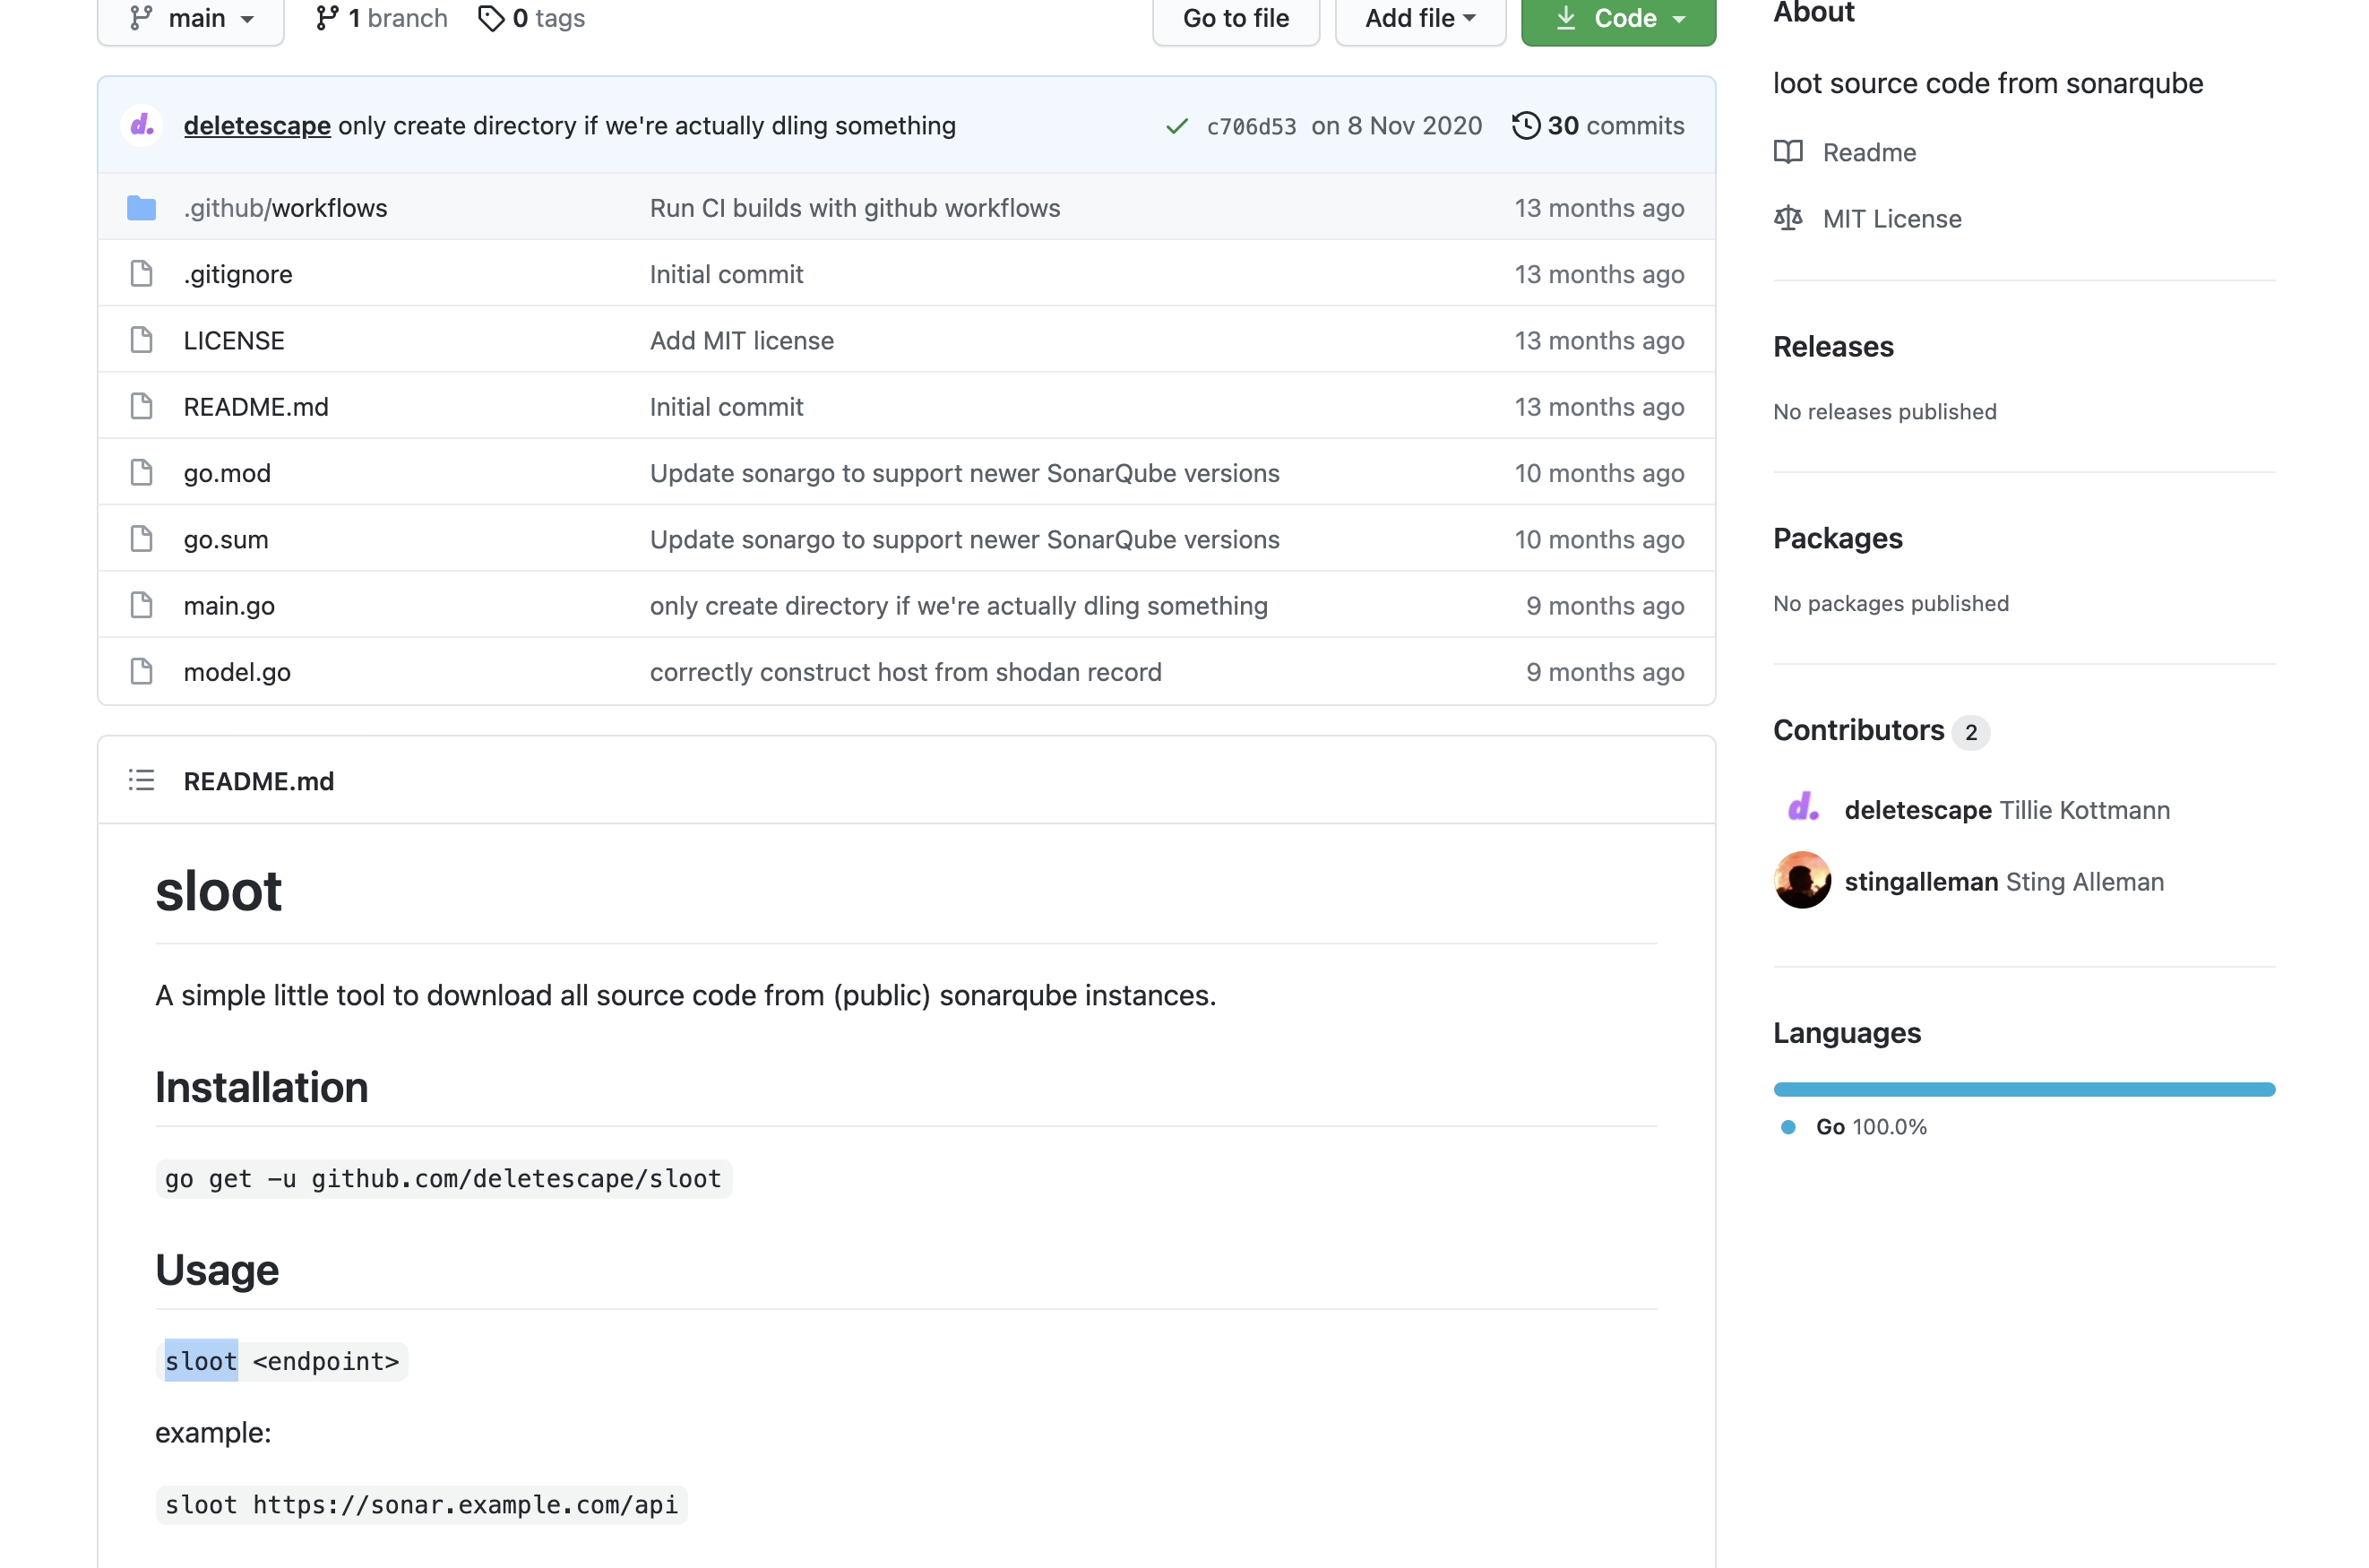 main
1 branch
0 tags
Go to file
Add file
Code
d.
deletescape only create directory if we're actually dling something
c706d53 on 8 Nov 2020
30 commits
.github/workflows
Run CI builds with github workflows
13 months ago
.gitignore
Initial commit
13 months ago
LICENSE
Add MIT license
13 months ago
README.md
Initial commit
13 months ago
go.mod
Update sonargo to support newer SonarQube versions
10 months ago
go.sum
Update sonargo to support newer SonarQube versions
10 months ago
main.go
only create directory if we're actually dling something
9 months ago
model.go
correctly construct host from shodan record
9 months ago
README.md
sloot
A simple little tool to download all source code from (public) sonarqube instances.
Installation
go get -u github.com/deletescape/sloot
Usage
sloot <endpoint>
example:
sloot https://sonar.example.com/api
About
loot source code from sonarqube
Readme
MIT License
Releases
No releases published
Packages
No packages published
Contributors 2
d.
deletescape Tillie Kottmann
stingalleman Sting Alleman
Languages
Go 100.0%